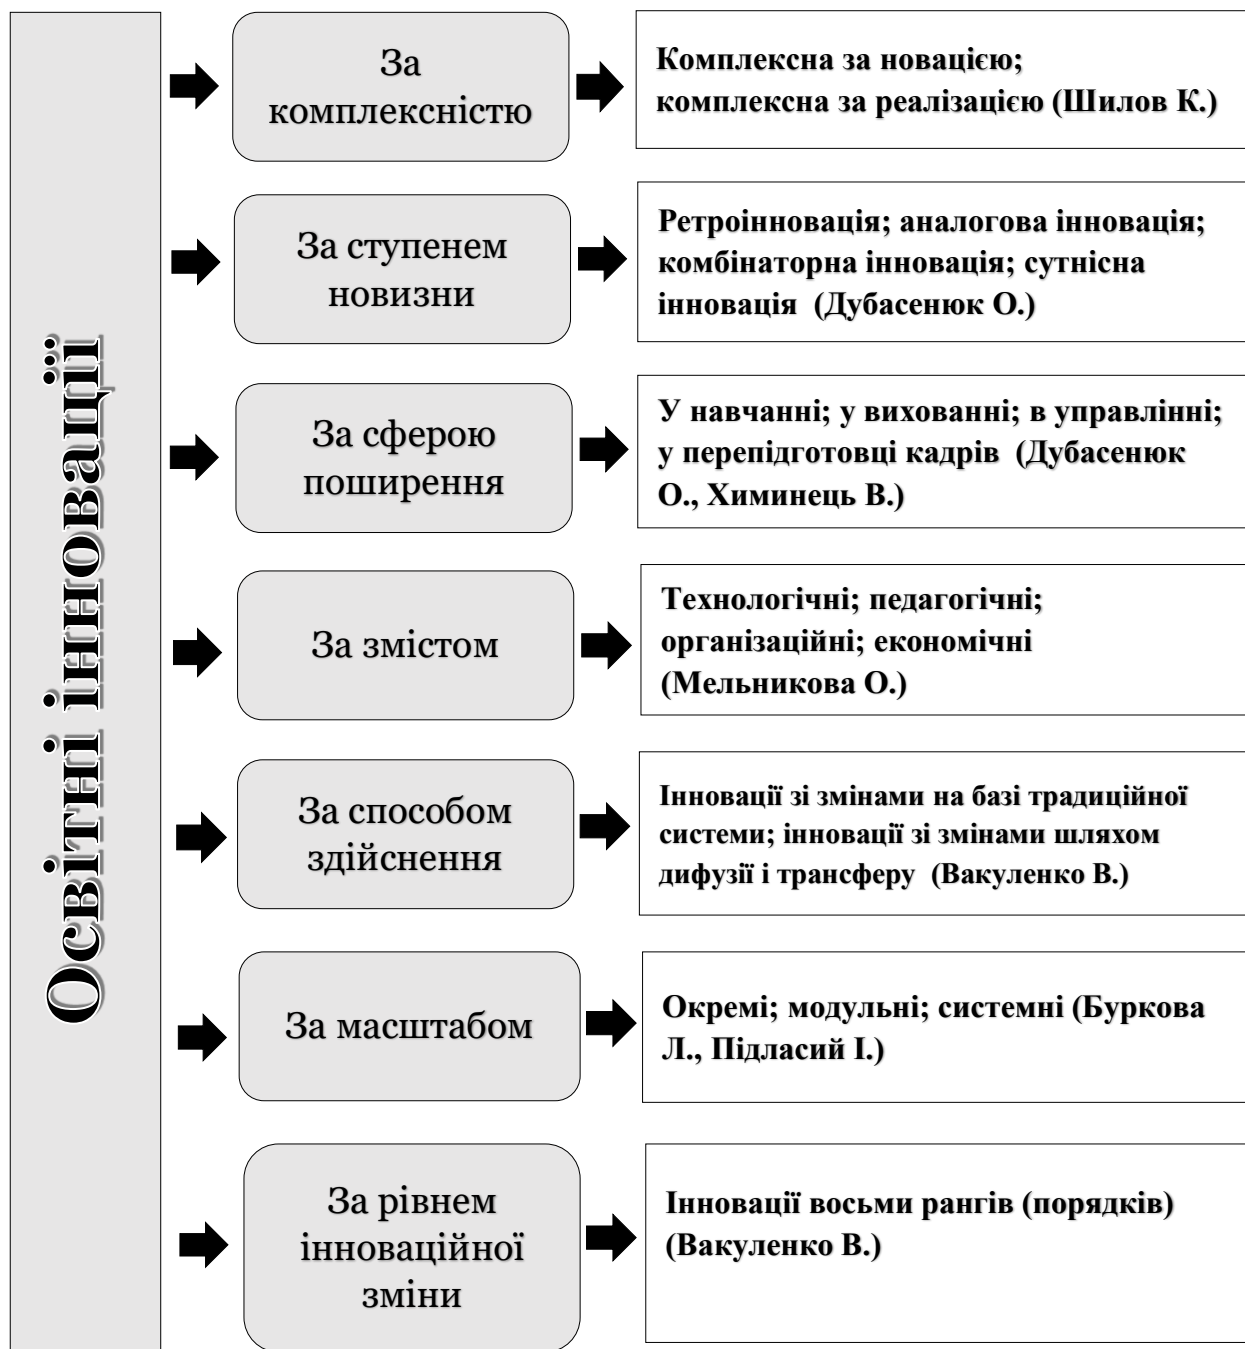 Освітні інновації
За
комплексністю
Комплексна за новацією;
комплексна за реалізацією (Шилов К.)
За ступенем
новизни
Ретроінновація; аналогова інновація;
комбінаторна інновація; сутнісна
інновація (Дубасенюк О.)
За сферою
поширення
У навчанні; у вихованні; в управлінні;
у перепідготовці кадрів (Дубасенюк
О., Химинець В.)
За змістом
Технологічні; педагогічні;
організаційні; економічні
(Мельникова О.)
За способом
здійснення
Інновації зі змінами на базі традиційної
системи; інновації зі змінами шляхом
дифузії і трансферу (Вакуленко В.)
За масштабом
Окремі; модульні; системні (Буркова
Л., Підласий І.)
За рівнем
інноваційної
зміни
Інновації восьми рангів (порядків)
(Вакуленко В.)